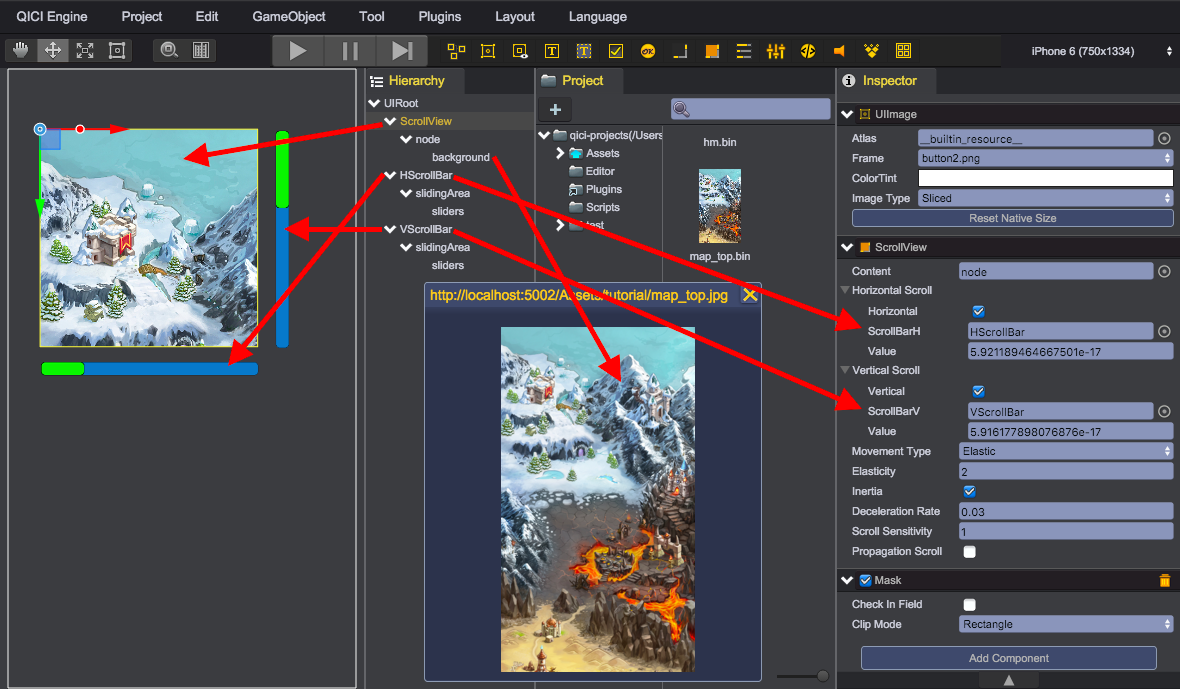 QICI Engine Project Edit GameObject Tool Plugins Layout Language
T T OK iPhone 6 (750x1334)
Hierarchy
UIRoot
ScrollView
node
background
HScrollBar
slidingArea
sliders
VScrollBar
slidingArea
sliders
Project
+
qici-projects(/Users
Assets
Editor
Plugins
Scripts
test
hm.bin
map_top.bin
http://localhost:5002/Assets/tutorial/map_top.jpg
Inspector
UIImage
Atlas __builtin_resource__
Frame button2.png
ColorTint
Image Type Sliced
Reset Native Size
ScrollView
Content node
Horizontal Scroll
Horizontal
ScrollBarH HScrollBar
Value 5.921189464667501e-17
Vertical Scroll
Vertical
ScrollBarV VScrollBar
Value 5.916177898076876e-17
Movement Type Elastic
Elasticity 2
Inertia
Deceleration Rate 0.03
Scroll Sensitivity 1
Propagation Scroll
Mask
Check In Field
Clip Mode Rectangle
Add Component